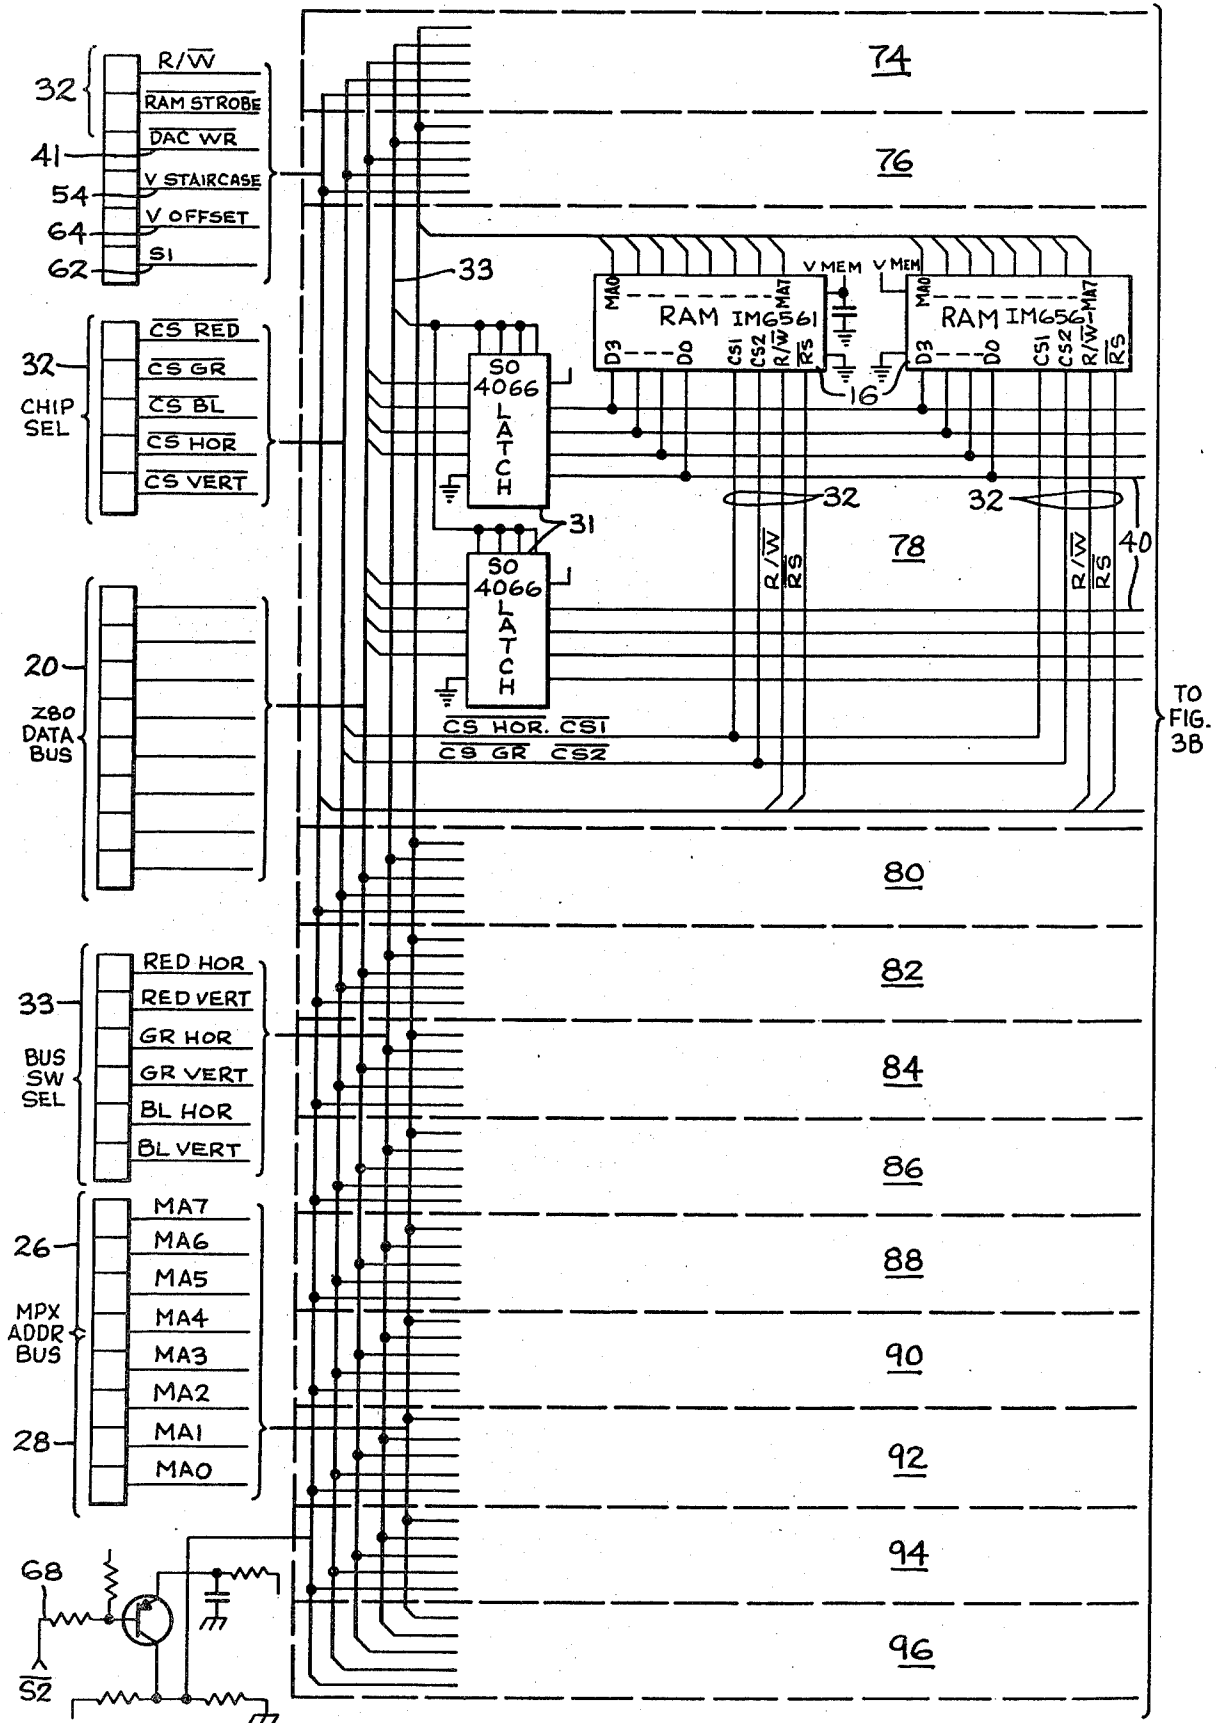 74
76
32
R/W
RAM STROBE
41
DAC WR
54
V STAIRCASE
64
V OFFSET
62
S1
33
V MEM
V MEM
MA0
MA7
RAM IM6561
D3
D0
CS1
CS2
R/W
RS
MA0
MA7
RAM IM6561
D3
D0
CS1
CS2
R/W
RS
16
32
CHIP
SEL
CS RED
CS GR
CS BL
CS HOR
CS VERT
SO
4066
LATCH
31
SO
4066
LATCH
32
32
R/W
RS
R/W
RS
78
40
20
Z80
DATA
BUS
CS HOR. CS1
CS GR CS2
TO
FIG.
3B
80
82
84
86
88
90
92
94
96
33
BUS
SW
SEL
RED HOR
RED VERT
GR HOR
GR VERT
BL HOR
BL VERT
26
MPX
ADDR
BUS
28
MA7
MA6
MA5
MA4
MA3
MA2
MA1
MA0
68
S2